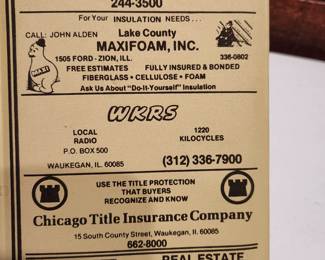 244-3500
For Your INSULATION NEEDS...
CALL: JOHN ALDEN
Lake County
MAXIFOAM, INC.
MAXI
1505 FORD - ZION, ILL.
336-0802
FREE ESTIMATES FULLY INSURED & BONDED
FIBERGLASS • CELLULOSE • FOAM
Ask Us About "Do-It-Yourself" Insulation
WKRS
LOCAL
RADIO
1220
KILOCYCLES
P.O. BOX 500
WAUKEGAN, IL. 60085
(312) 336-7900
USE THE TITLE PROTECTION
THAT BUYERS
RECOGNIZE AND KNOW
Chicago Title Insurance Company
15 South County Street, Waukegan, Ill. 60085
662-8000
REAL ESTATE